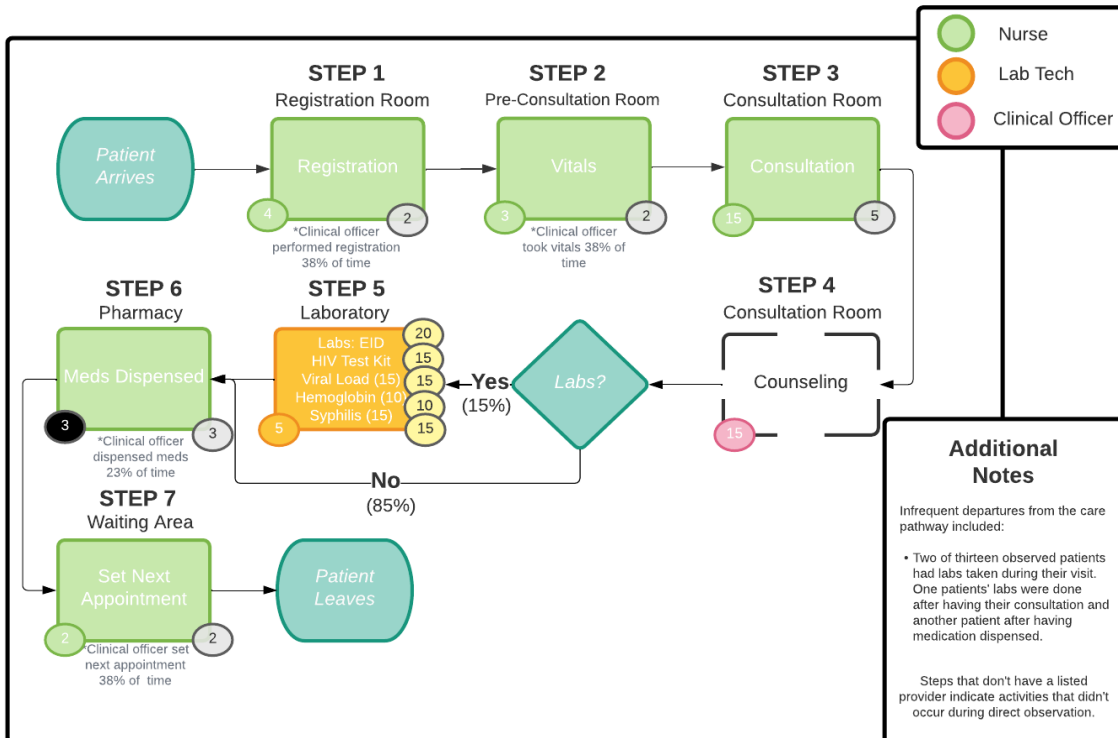 Nurse
Lab Tech
Clinical Officer
STEP 1
Registration Room
STEP 2
Pre-Consultation Room
STEP 3
Consultation Room
Patient
Arrives
Registration
4
2
*Clinical officer
performed registration
38% of time
Vitals
3
2
*Clinical officer
took vitals 38% of
time
Consultation
15
5
STEP 6
Pharmacy
Meds Dispensed
3
3
*Clinical officer
dispensed meds
23% of time
STEP 5
Laboratory
Labs: EID
HIV Test Kit
Viral Load (15)
Hemoglobin (10)
Syphilis (15)
20
15
15
10
15
5
Yes
(15%)
Labs?
No
(85%)
STEP 4
Consultation Room
Counseling
15
STEP 7
Waiting Area
Set Next
Appointment
2
2
*Clinical officer set
next appointment
38% of time
Patient
Leaves
Additional
Notes
Infrequent departures from the care
pathway included:
• Two of thirteen observed patients
had labs taken during their visit.
One patients' labs were done
after having their consultation and
another patient after having
medication dispensed.
Steps that don't have a listed
provider indicate activities that didn't
occur during direct observation.